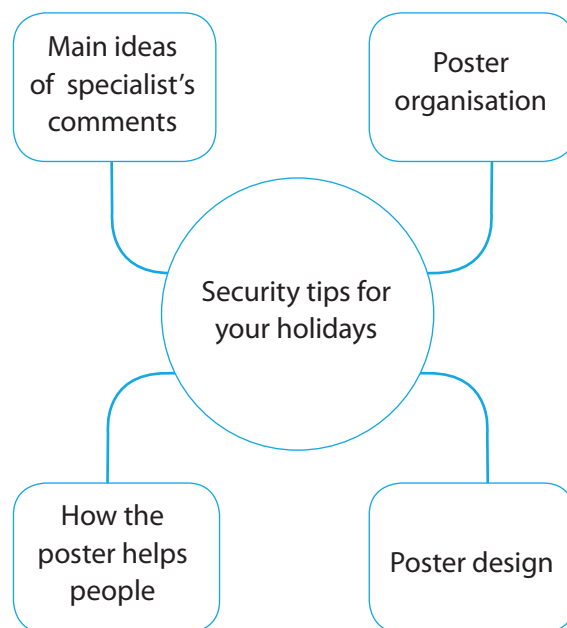 Main ideas
of specialist's
comments
Poster
organisation
Security tips for
your holidays
How the
poster helps
people
Poster design